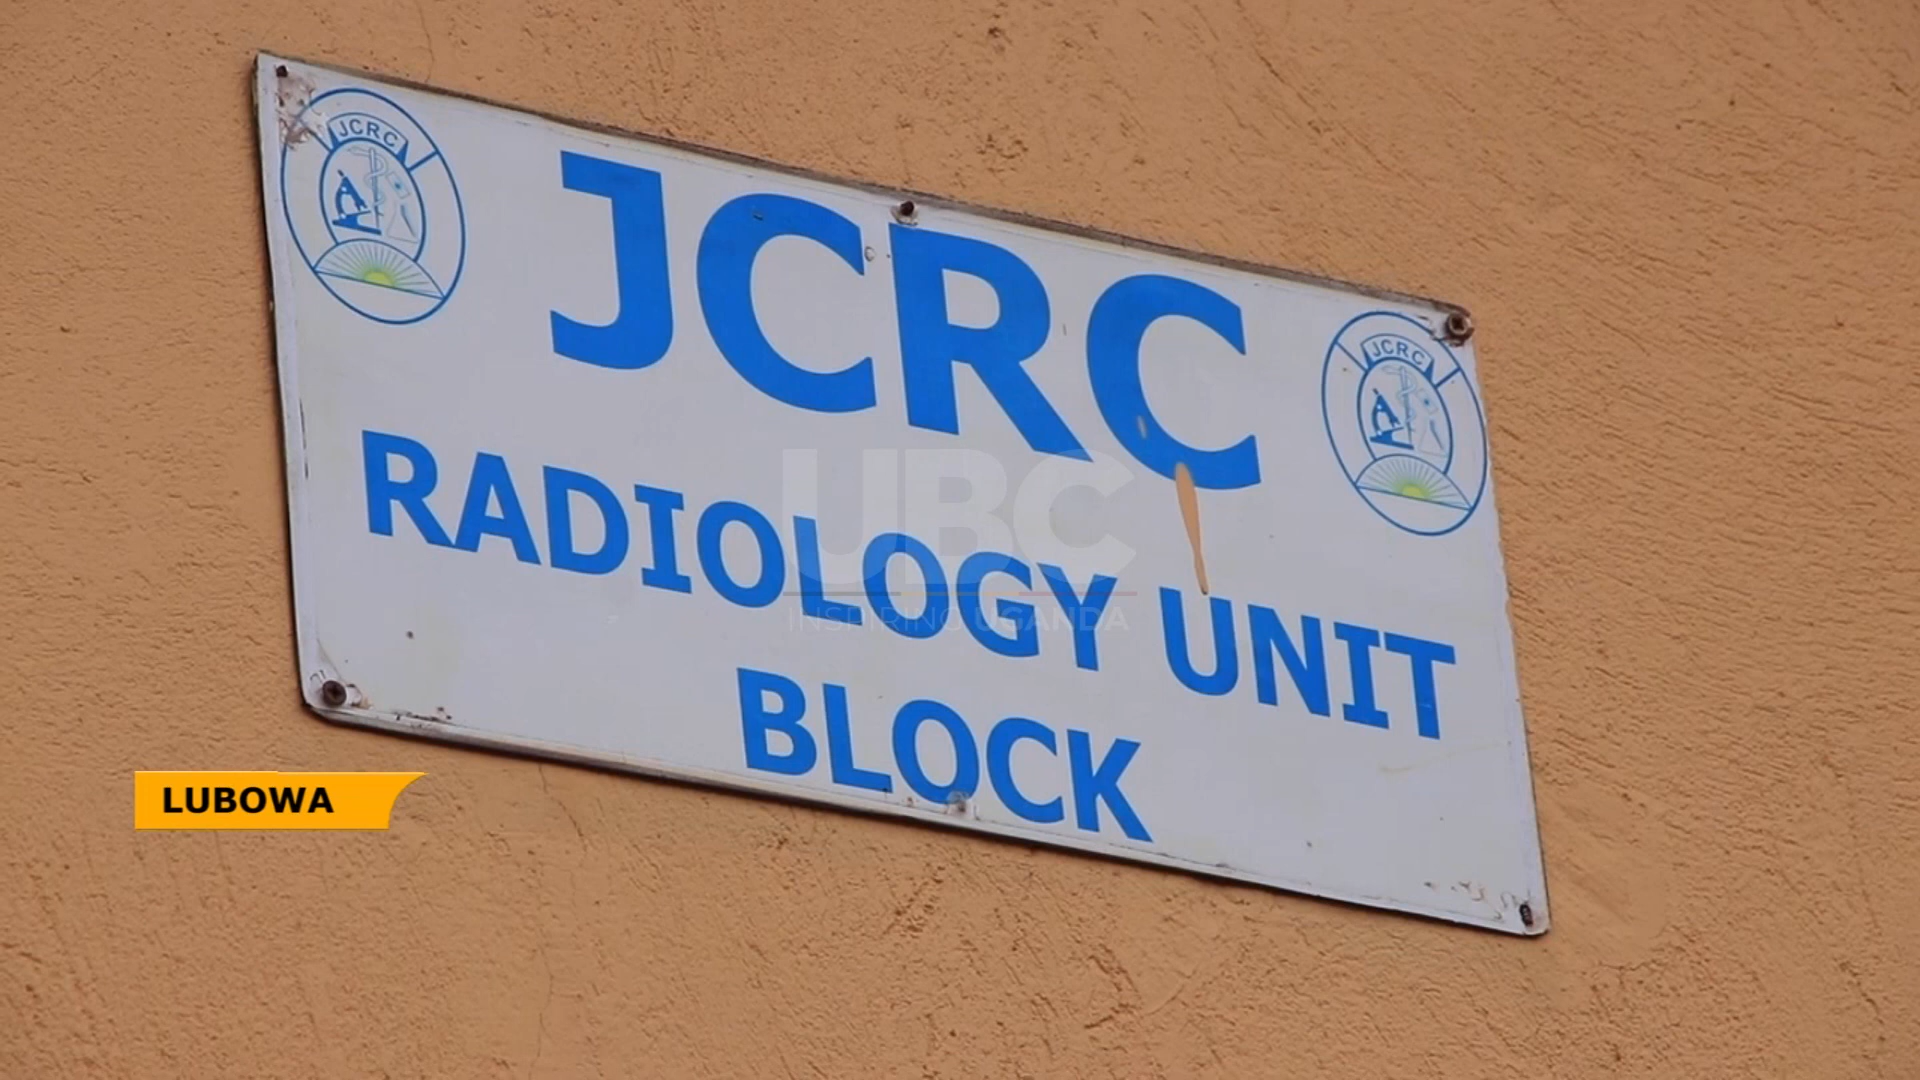 JCRC
JCRC
JCRC
RADIOLOGY UNIT
BLOCK
UBC
INSPIRING UGANDA
LUBOWA